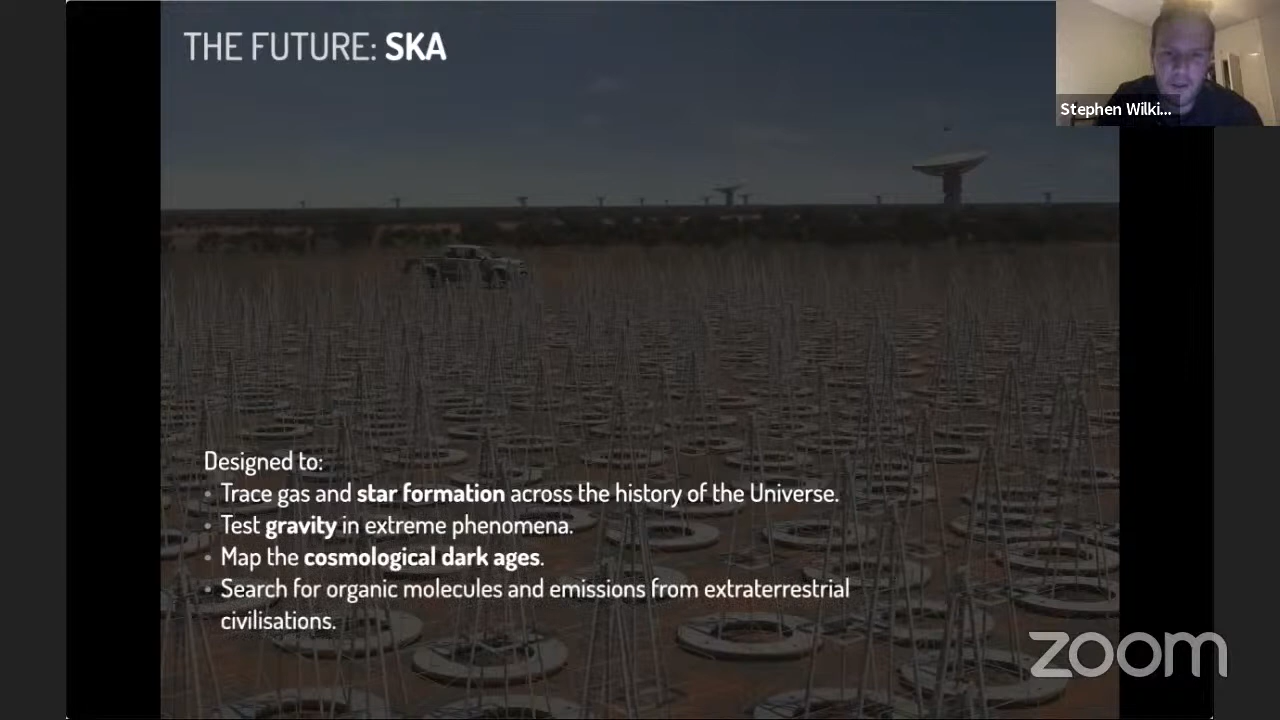 THE FUTURE: SKA
Stephen Wilki...
Designed to:
• Trace gas and star formation across the history of the Universe.
• Test gravity in extreme phenomena.
• Map the cosmological dark ages.
• Search for organic molecules and emissions from extraterrestrial
civilisations.
zoom